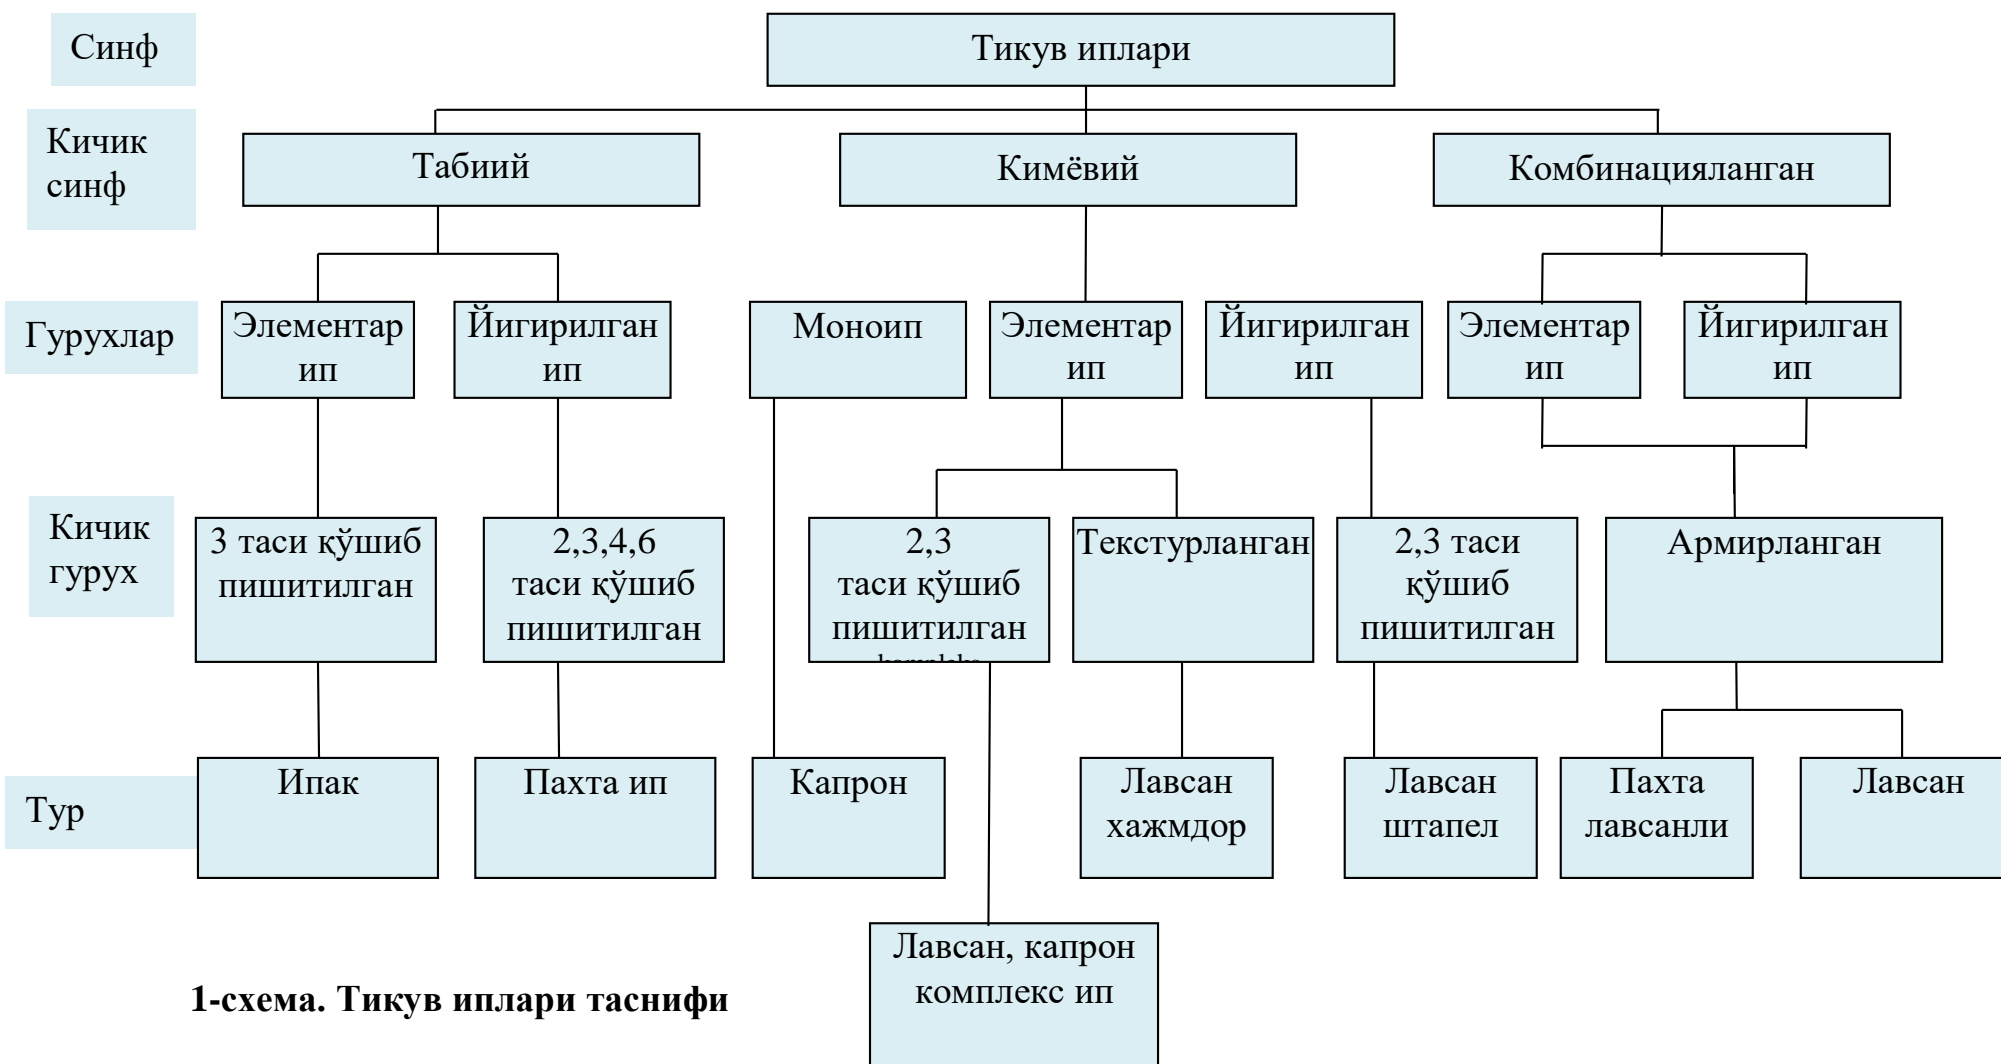 Синф
Тикув иплари
Кичик
синф
Табиий
Кимёвий
Комбинацияланган
Гурухлар
Элементар
ип
Йигирилган
ип
Моноип
Элементар
ип
Йигирилган
ип
Элементар
ип
Йигирилган
ип
Кичик
гурух
3 таси қўшиб
пишитилган
2,3,4,6
таси қўшиб
пишитилган
2,3
таси қўшиб
пишитилган
Текстурланган
2,3 таси
қўшиб
пишитилган
Армирланган
Тур
Ипак
Пахта ип
Капрон
Лавсан
хажмдор
Лавсан
штапел
Пахта
лавсанли
Лавсан
Лавсан, капрон
комплекс ип
1-схема. Тикув иплари таснифи